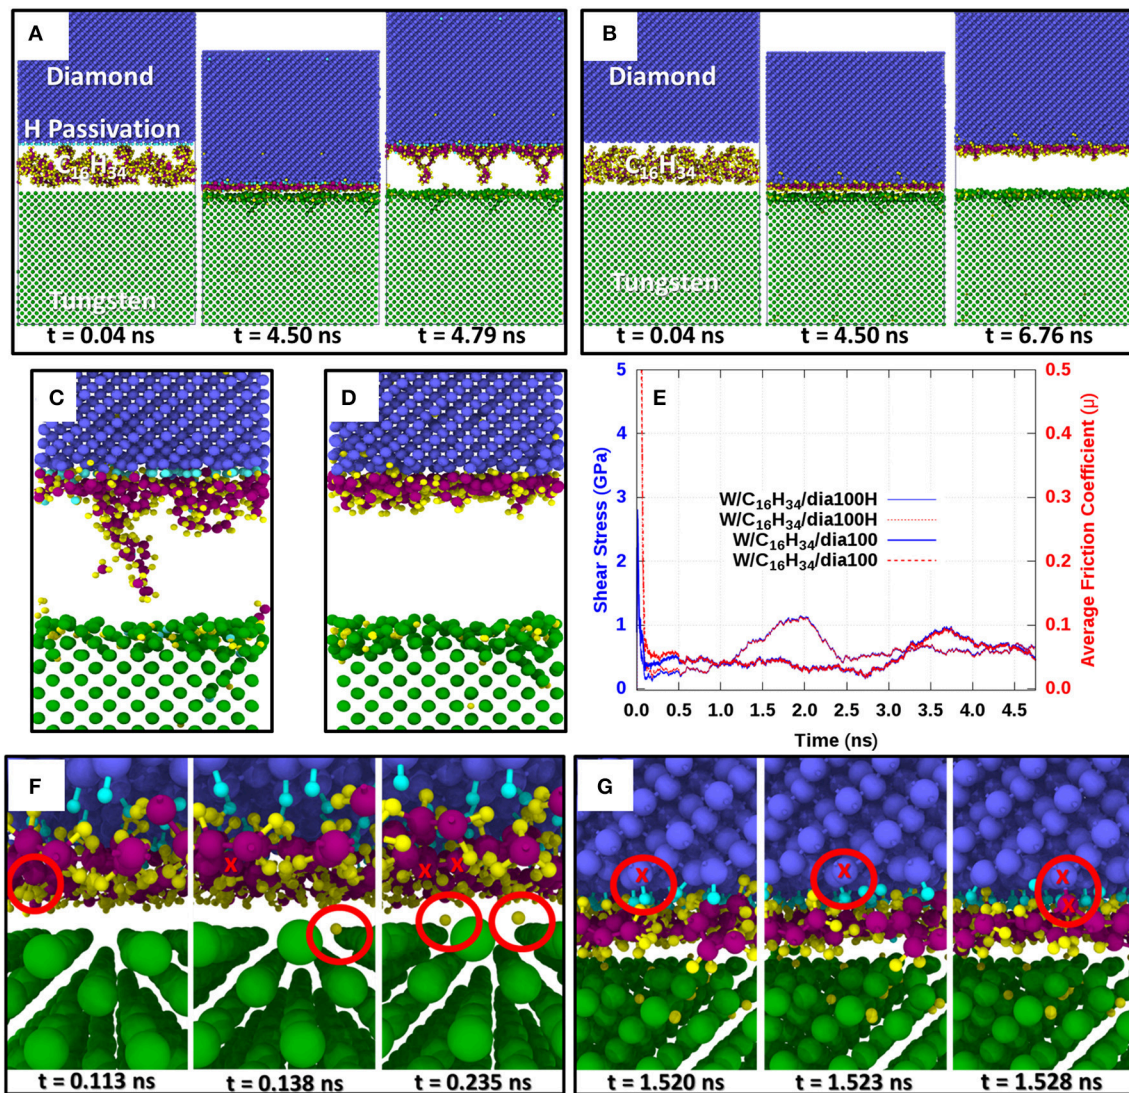 A
Diamond
H Passivation
C₁₆H₃₄
Tungsten
t = 0.04 ns
t = 4.50 ns
t = 4.79 ns
B
Diamond
C₁₆H₃₄
Tungsten
t = 0.04 ns
t = 4.50 ns
t = 6.76 ns
C
D
E
5
4
3
2
1
0
Shear Stress (GPa)
W/C₁₆H₃₄/dia100H
W/C₁₆H₃₄/dia100H
W/C₁₆H₃₄/dia100
W/C₁₆H₃₄/dia100
0.5
0.4
0.3
0.2
0.1
0.0
Average Friction Coefficient (μ)
0.0 0.5 1.0 1.5 2.0 2.5 3.0 3.5 4.0 4.5
Time (ns)
F
X
X X
t = 0.113 ns
t = 0.138 ns
t = 0.235 ns
G
X
X
X
X
t = 1.520 ns
t = 1.523 ns
t = 1.528 ns